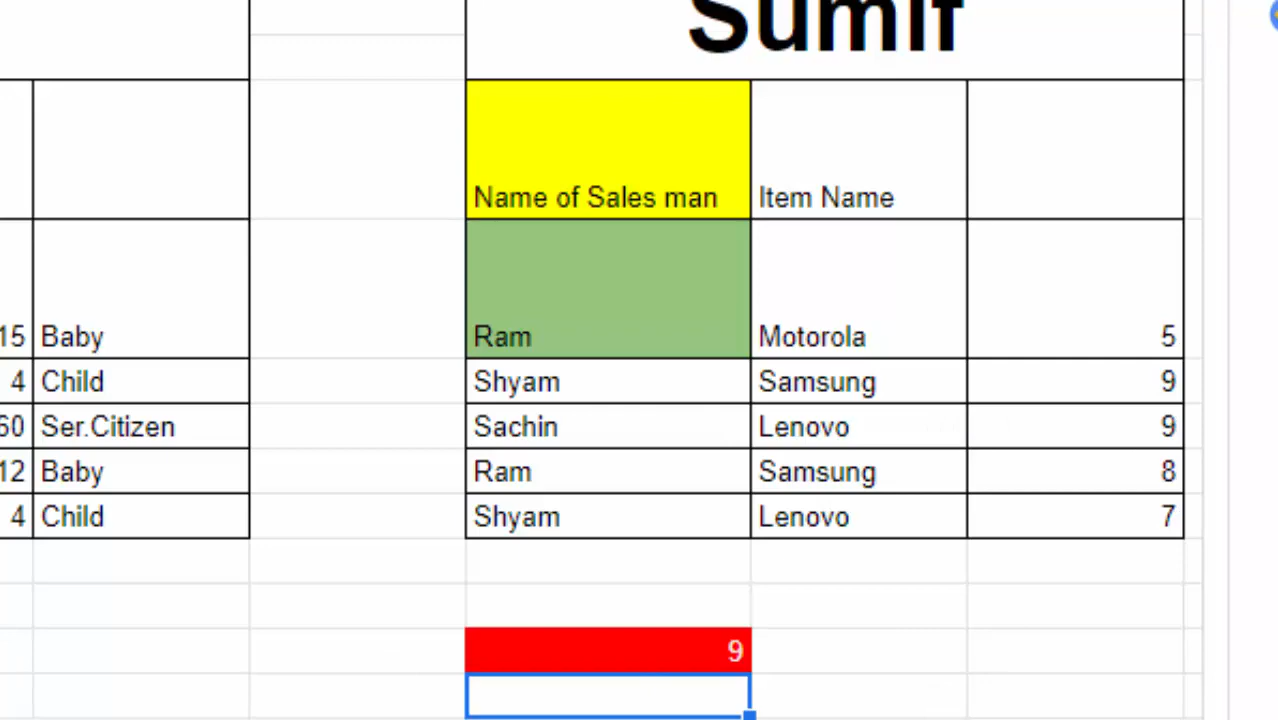 Sumif
Name of Sales man Item Name
15 Baby Ram Motorola 5
4 Child Shyam Samsung 9
60 Ser.Citizen Sachin Lenovo 9
12 Baby Ram Samsung 8
4 Child Shyam Lenovo 7
9